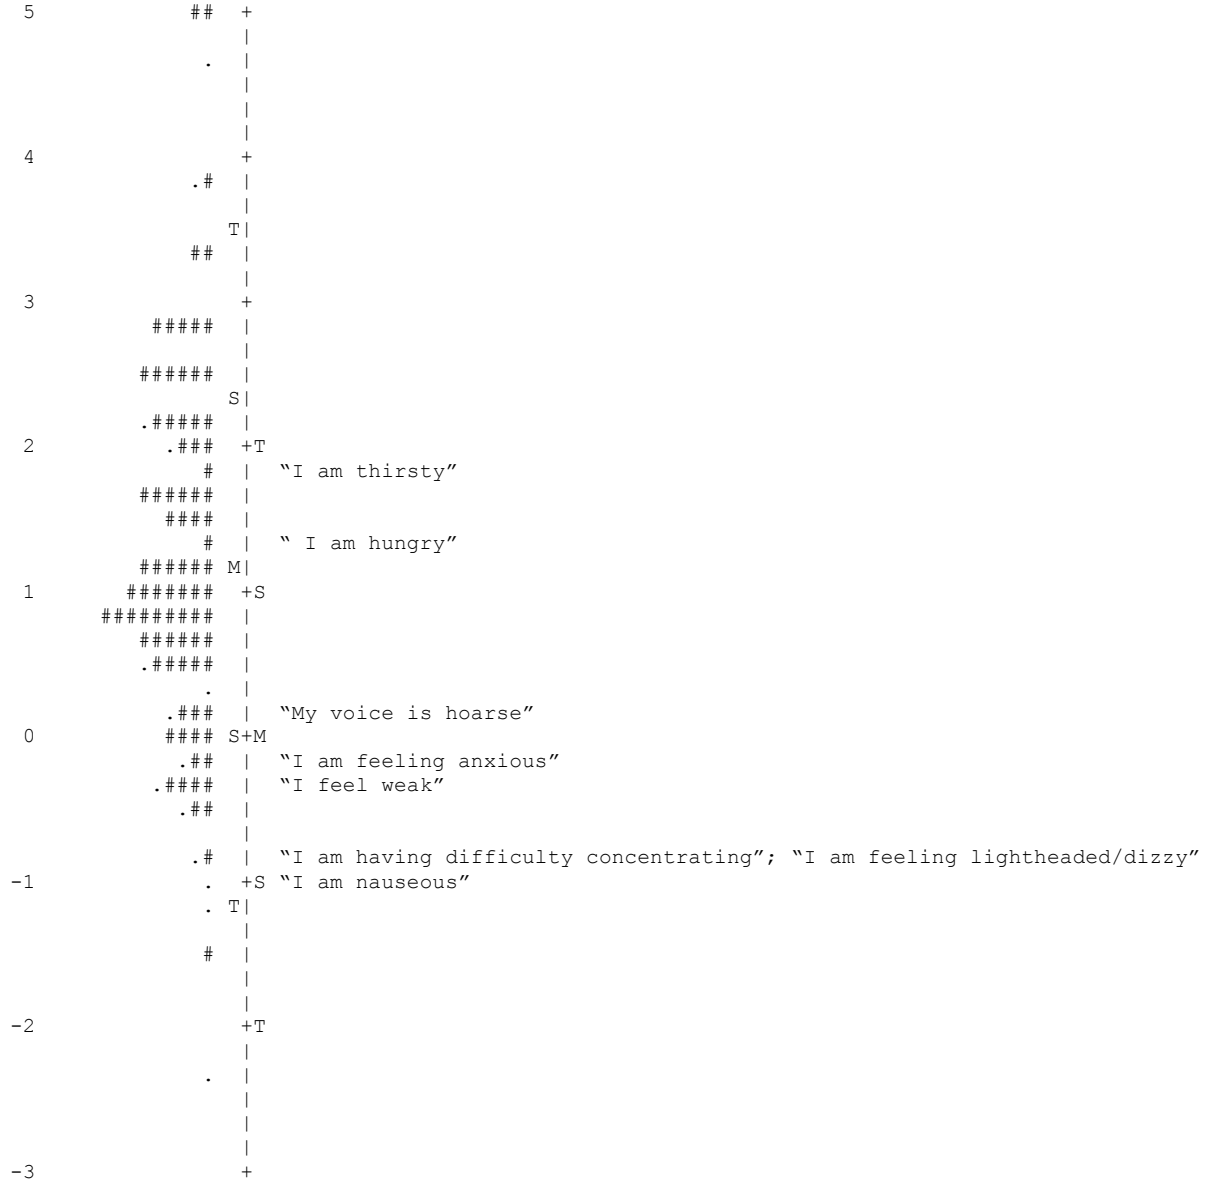 5 ## +
|
. |
|
|
|
4 +
.# |
|
T|
## |
|
3 +
##### |
|
###### |
S|
.##### |
2 .### +T
# | “I am thirsty”
###### |
#### |
# | “ I am hungry”
###### M|
1 ####### +S
######### |
###### |
.##### |
. |
.### | “My voice is hoarse”
0 #### S+M
.## | “I am feeling anxious”
.#### | “I feel weak”
.## |
|
.# | “I am having difficulty concentrating”; “I am feeling lightheaded/dizzy”
-1 . +S “I am nauseous”
. T|
|
# |
|
|
-2 +T
|
. |
|
|
|
-3 +